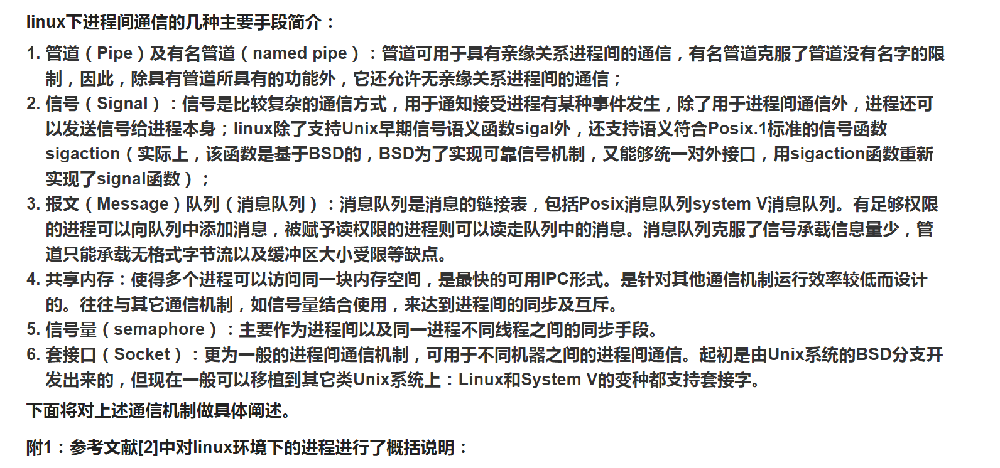 linux下进程间通信的几种主要手段简介：
1. 管道（Pipe）及有名管道（named pipe）：管道可用于具有亲缘关系进程间的通信，有名管道克服了管道没有名字的限
制，因此，除具有管道所具有的功能外，它还允许无亲缘关系进程间的通信；
2. 信号（Signal）：信号是比较复杂的通信方式，用于通知接受进程有某种事件发生，除了用于进程间通信外，进程还可
以发送信号给进程本身；linux除了支持Unix早期信号语义函数sigal外，还支持语义符合Posix.1标准的信号函数
sigaction（实际上，该函数是基于BSD的，BSD为了实现可靠信号机制，又能够统一对外接口，用sigaction函数重新
实现了signal函数）；
3. 报文（Message）队列（消息队列）：消息队列是消息的链接表，包括Posix消息队列system V消息队列。有足够权限
的进程可以向队列中添加消息，被赋予读权限的进程则可以读走队列中的消息。消息队列克服了信号承载信息量少，管
道只能承载无格式字节流以及缓冲区大小受限等缺点。
4. 共享内存：使得多个进程可以访问同一块内存空间，是最快的可用IPC形式。是针对其他通信机制运行效率较低而设计
的。往往与其它通信机制，如信号量结合使用，来达到进程间的同步及互斥。
5. 信号量（semaphore）：主要作为进程间以及同一进程不同线程之间的同步手段。
6. 套接口（Socket）：更为一般的进程间通信机制，可用于不同机器之间的进程间通信。起初是由Unix系统的BSD分支开
发出来的，但现在一般可以移植到其它类Unix系统上：Linux和System V的变种都支持套接字。
下面将对上述通信机制做具体阐述。
附1：参考文献[2]中对linux环境下的进程进行了概括说明：